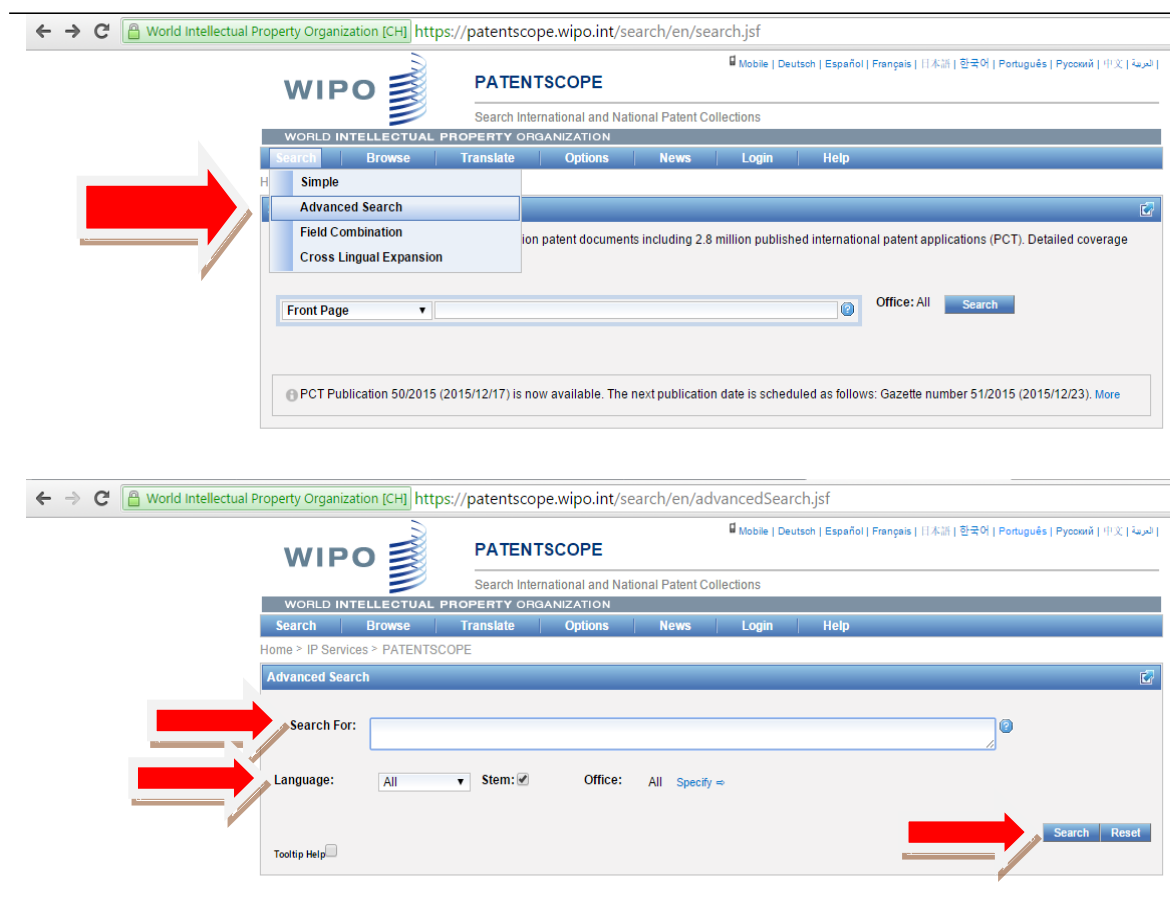 World Intellectual Property Organization [CH] https://patentscope.wipo.int/search/en/search.jsf
Mobile | Deutsch | Español | Français | 日本語 | 한국어 | Português | Русский | 中文 | العربية |
WIPO
PATENTSCOPE
Search International and National Patent Collections
WORLD INTELLECTUAL PROPERTY ORGANIZATION
Search Browse Translate Options News Login Help
H
Simple
Advanced Search
Field Combination
ion patent documents including 2.8 million published international patent applications (PCT). Detailed coverage
Cross Lingual Expansion
Front Page Office: All Search
PCT Publication 50/2015 (2015/12/17) is now available. The next publication date is scheduled as follows: Gazette number 51/2015 (2015/12/23). More
World Intellectual Property Organization [CH] https://patentscope.wipo.int/search/en/advancedSearch.jsf
Mobile | Deutsch | Español | Français | 日本語 | 한국어 | Português | Русский | 中文 | العربية |
WIPO
PATENTSCOPE
Search International and National Patent Collections
WORLD INTELLECTUAL PROPERTY ORGANIZATION
Search Browse Translate Options News Login Help
Home > IP Services > PATENTSCOPE
Advanced Search
Search For:
Language: All Stem: Office: All Specify ⇨
Search Reset
Tooltip Help